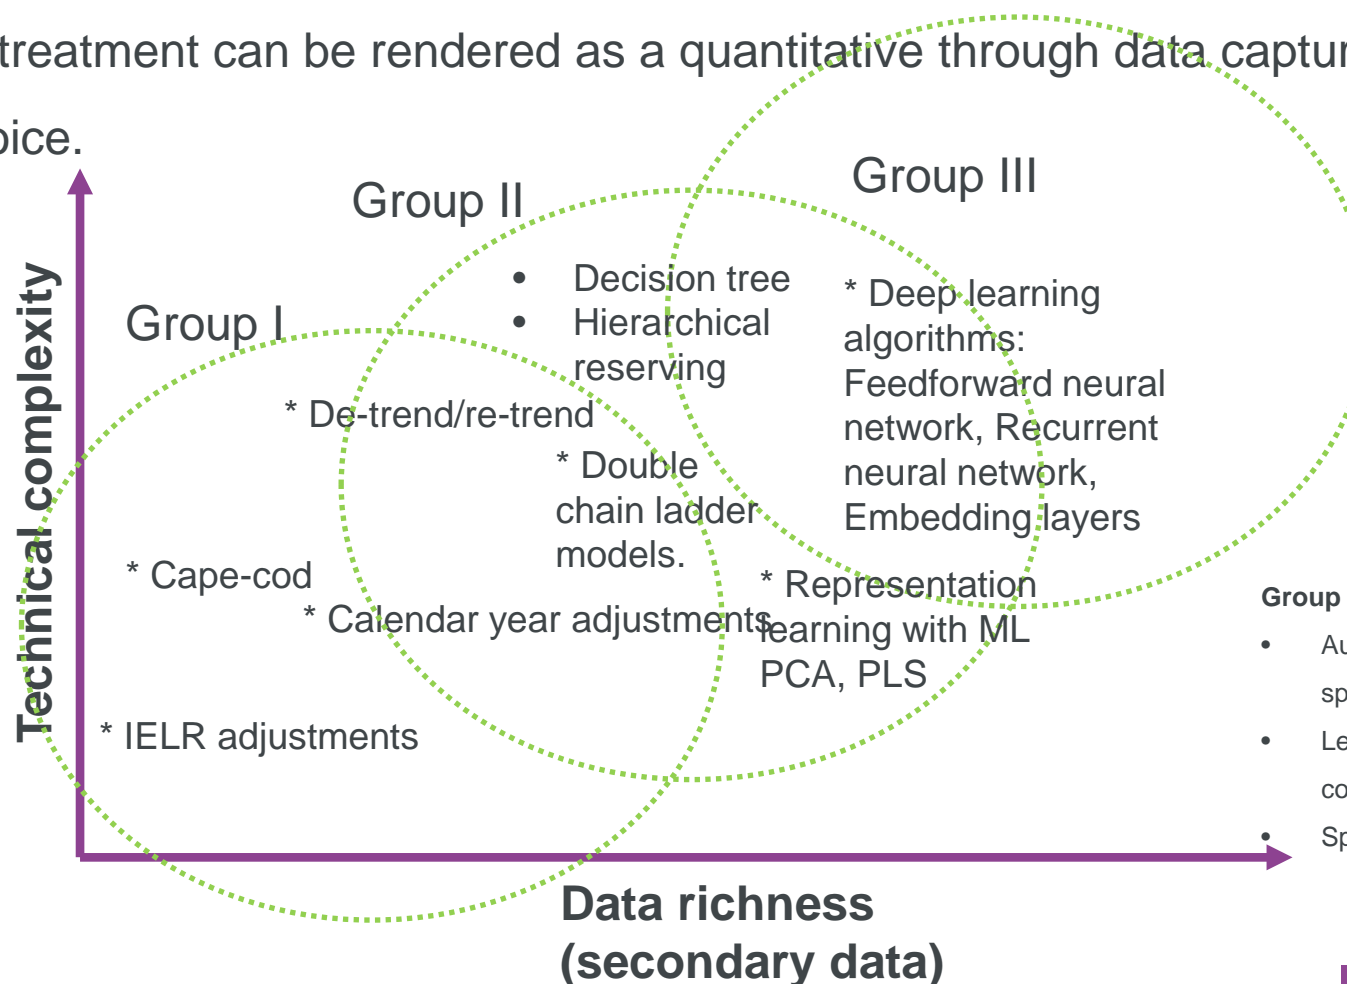 treatment can be rendered as a quantitative through data captur
oice.
Group III
Group II
Group I
• Decision tree
• Hierarchical
reserving
* Deep learning
algorithms:
Feedforward neural
network, Recurrent
neural network,
Embedding layers
* De-trend/re-trend
* Double
chain ladder
models.
* Cape-cod
* Calendar year adjustments
* Representation
learning with ML
PCA, PLS
* IELR adjustments
Technical complexity
Data richness
(secondary data)
Group
• Au
sp
• Le
co
• Sp